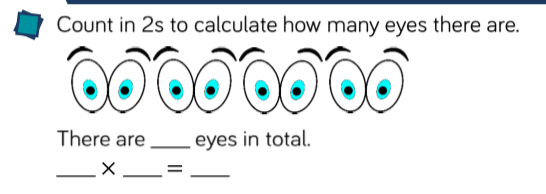 Count in 2s to calculate how many eyes there are.
There are ____ eyes in total.
____ × ____ = ____